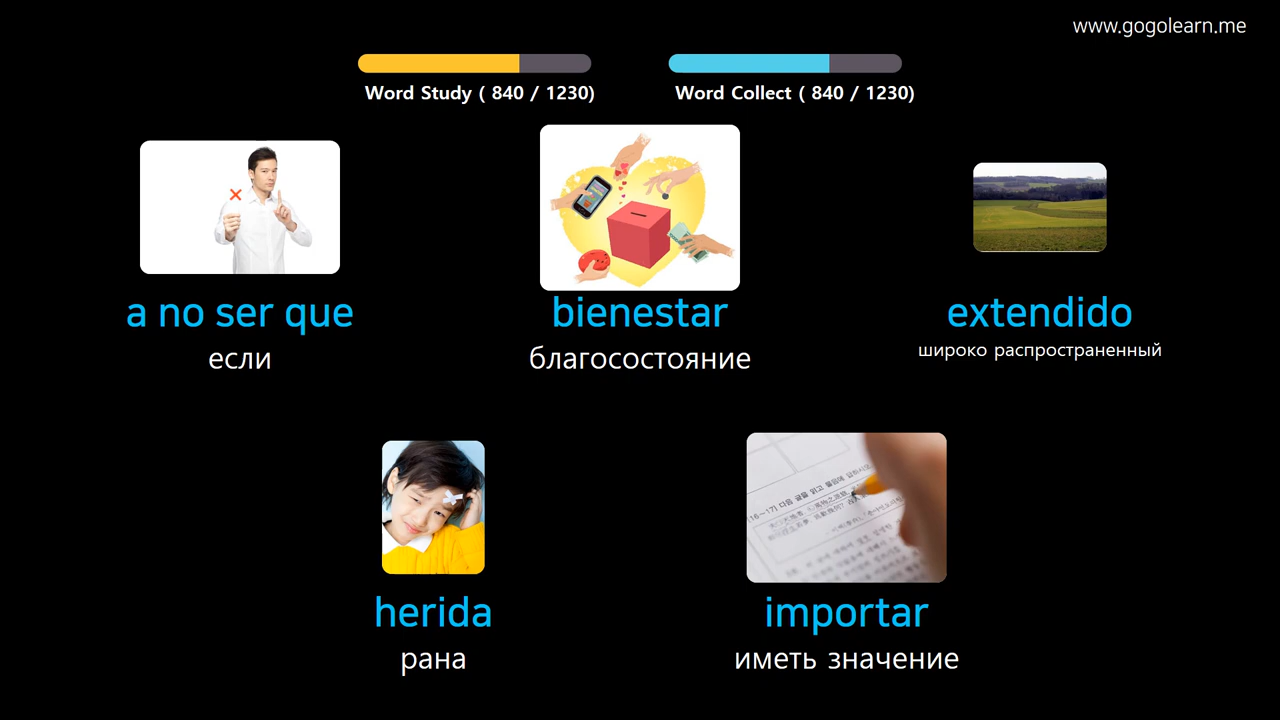 www.gogolearn.me
Word Study ( 840 / 1230)
Word Collect ( 840 / 1230)
a no ser que
если
bienestar
благосостояние
extendido
широко распространенный
herida
рана
importar
иметь значение